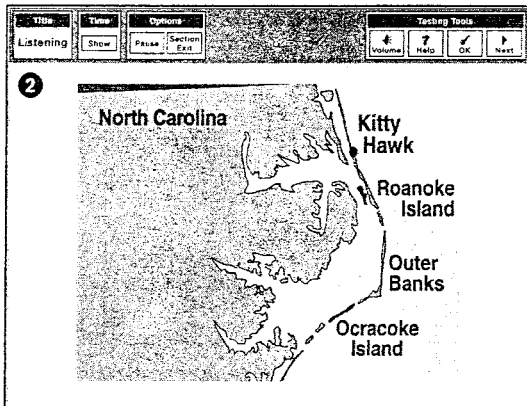 Title
Time
Options
Testing Tools
Listening
Show
Pause
Section
Exit
Volume
Help
OK
Next
2
North Carolina
Kitty
Hawk
Roanoke
Island
Outer
Banks
Ocracoke
Island